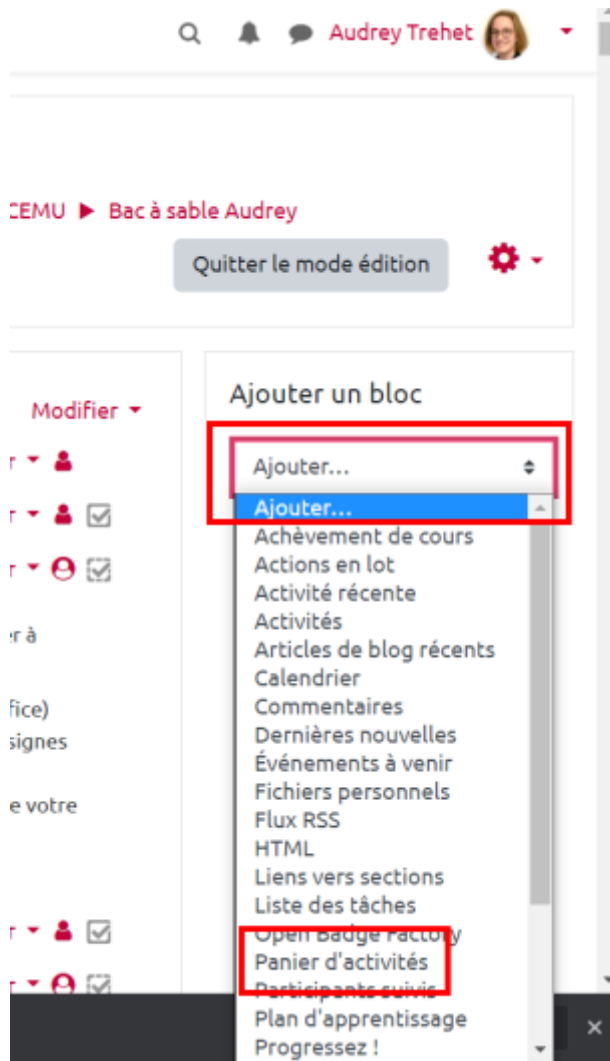 Audrey Trehet
CEMU ▶ Bac à sable Audrey
Quitter le mode édition
Modifier
Ajouter un bloc
Ajouter...
Ajouter...
Achèvement de cours
Actions en lot
Activité récente
Activités
er à
Articles de blog récents
Calendrier
fice)
Commentaires
signes
Dernières nouvelles
Événements à venir
Fichiers personnels
e votre
Flux RSS
HTML
Liens vers sections
Liste des tâches
Open Badge Factory
Panier d'activités
Participants suivis
Plan d'apprentissage
Progressez !